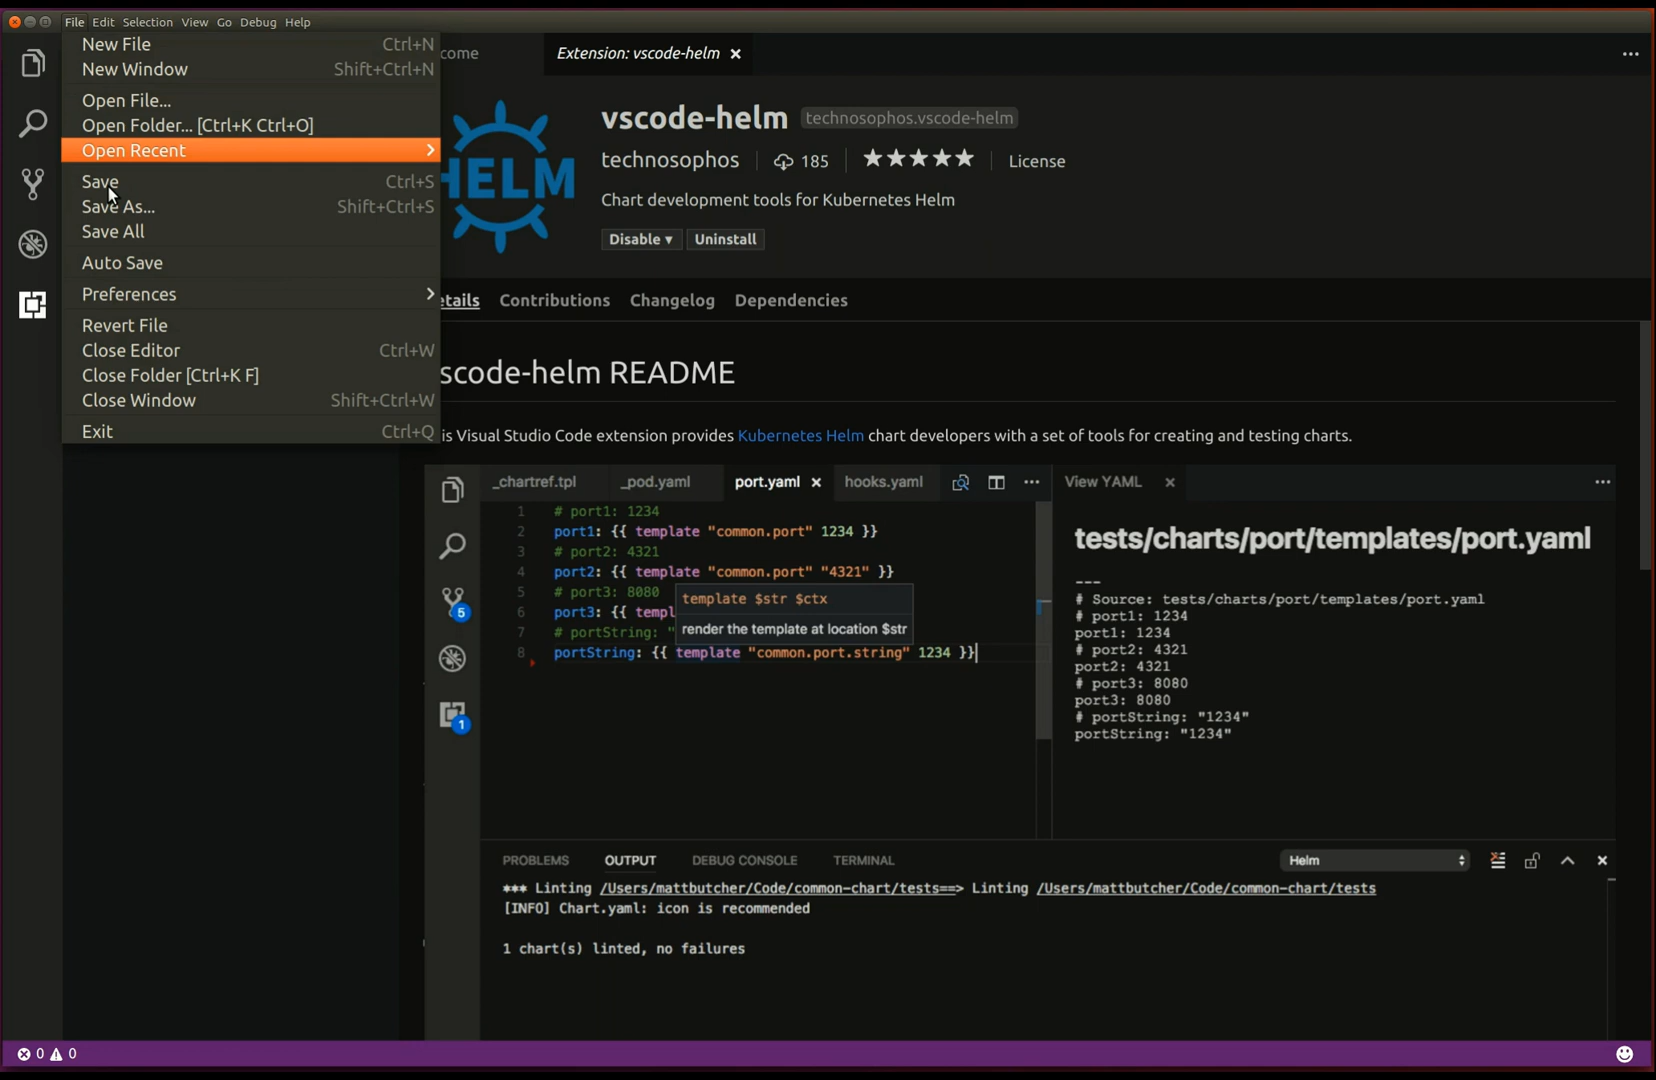 File Edit Selection View Go Debug Help
New File Ctrl+N
New Window Shift+Ctrl+N
Open File...
Open Folder... [Ctrl+K Ctrl+O]
Open Recent
Save Ctrl+S
Save As... Shift+Ctrl+S
Save All
Auto Save
Preferences
Revert File
Close Editor Ctrl+W
Close Folder [Ctrl+K F]
Close Window Shift+Ctrl+W
Exit Ctrl+Q
come Extension: vscode-helm
HELM
vscode-helm technosophos.vscode-helm
technosophos 185 License
Chart development tools for Kubernetes Helm
Disable Uninstall
etails Contributions Changelog Dependencies
scode-helm README
is Visual Studio Code extension provides Kubernetes Helm chart developers with a set of tools for creating and testing charts.
_chartref.tpl _pod.yaml port.yaml hooks.yaml
1 # port1: 1234
2 port1: {{ template "common.port" 1234 }}
3 # port2: 4321
4 port2: {{ template "common.port" "4321" }}
5 # port3: 8080
6 port3: {{ templ
7 # portString: "
8 portString: {{ template "common.port.string" 1234 }}
template $str $ctx
render the template at location $str
5
1
View YAML
tests/charts/port/templates/port.yaml
---
# Source: tests/charts/port/templates/port.yaml
# port1: 1234
port1: 1234
# port2: 4321
port2: 4321
# port3: 8080
port3: 8080
# portString: "1234"
portString: "1234"
PROBLEMS OUTPUT DEBUG CONSOLE TERMINAL Helm
*** Linting /Users/mattbutcher/Code/common-chart/tests==> Linting /Users/mattbutcher/Code/common-chart/tests
[INFO] Chart.yaml: icon is recommended
1 chart(s) linted, no failures
0 0